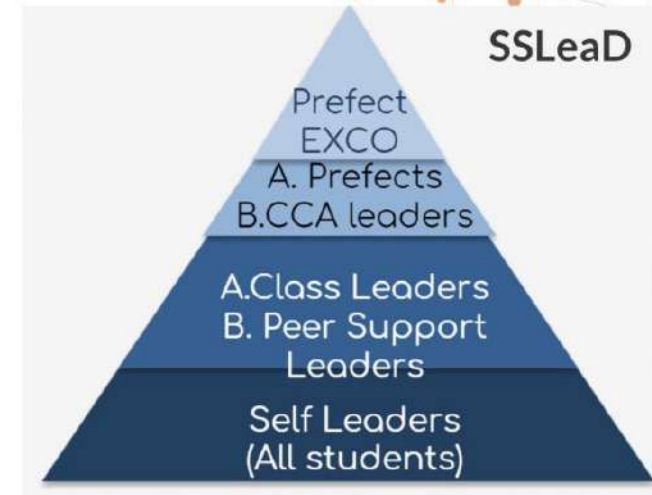 SSLeaD
Prefect
EXCO
A. Prefects
B.CCA leaders
A.Class Leaders
B. Peer Support
Leaders
Self Leaders
(All students)